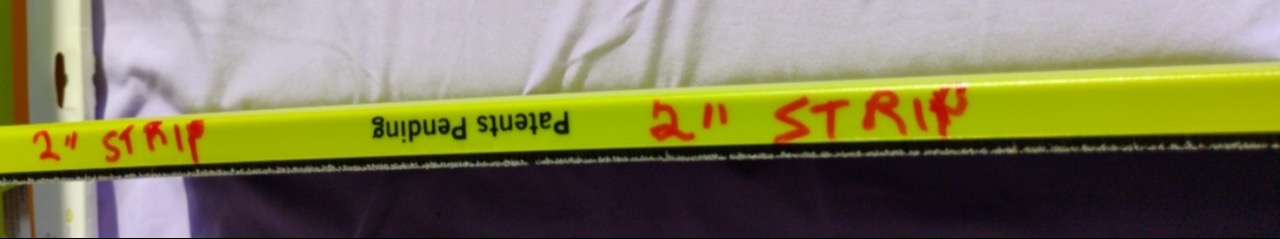 2" STRIP
Patents Pending
2" STRIP